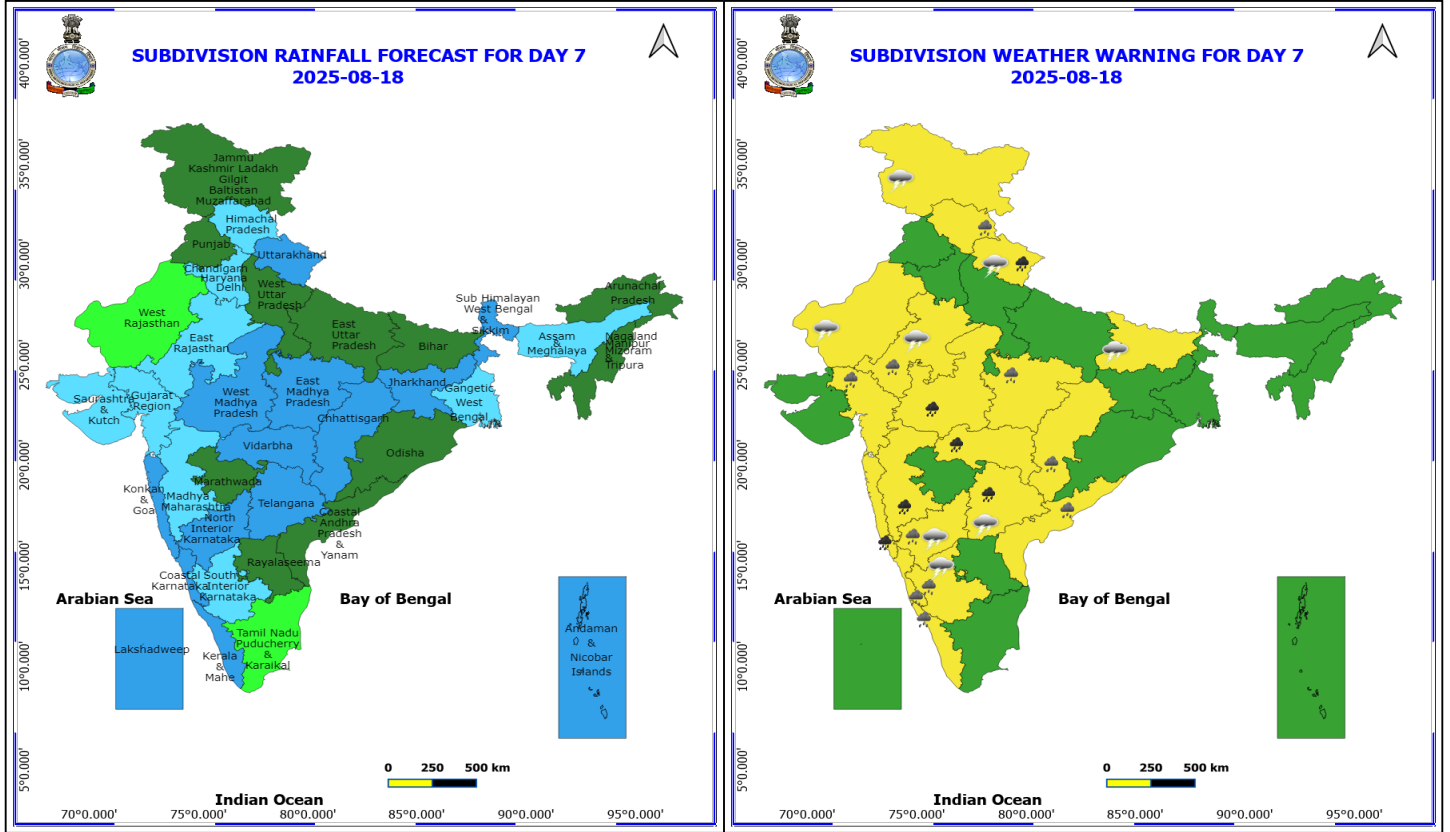 SUBDIVISION RAINFALL FORECAST FOR DAY 7
2025-08-18
40°0.000'
35°0.000'
30°0.000'
25°0.000'
20°0.000'
15°0.000'
10°0.000'
5°0.000'
Jammu
Kashmir Ladakh
Gilgit
Baltistan
Muzaffarabad
Himachal
Pradesh
Punjab
Uttarakhand
Chandigarh
Haryana
Delhi
West
Uttar
Pradesh
West
Rajasthan
East
Rajasthan
East
Uttar
Pradesh
Bihar
Sub Himalayan
West Bengal
&
Sikkim
Arunachal
Pradesh
Assam
&
Meghalaya
Nagaland
Manipur
Mizoram
&
Tripura
Saurashtra
&
Kutch
Gujarat
Region
West
Madhya
Pradesh
East
Madhya
Pradesh
Jharkhand
Gangetic
West
Bengal
Chhattisgarh
Vidarbha
Odisha
Marathwada
Konkan
&
Goa
Madhya
Maharashtra
Telangana
North
Interior
Karnataka
Coastal
Andhra
Pradesh
&
Yanam
Rayalaseema
Coastal
Karnataka
South
Interior
Karnataka
Arabian Sea
Bay of Bengal
Lakshadweep
Kerala
&
Mahe
Tamil Nadu
Puducherry
&
Karaikal
Andaman
&
Nicobar
Islands
0 250 500 km
Indian Ocean
70°0.000' 75°0.000' 80°0.000' 85°0.000' 90°0.000' 95°0.000'
SUBDIVISION WEATHER WARNING FOR DAY 7
2025-08-18
40°0.000'
35°0.000'
30°0.000'
25°0.000'
20°0.000'
15°0.000'
10°0.000'
5°0.000'
Arabian Sea
Bay of Bengal
0 250 500 km
Indian Ocean
70°0.000' 75°0.000' 80°0.000' 85°0.000' 90°0.000' 95°0.000'